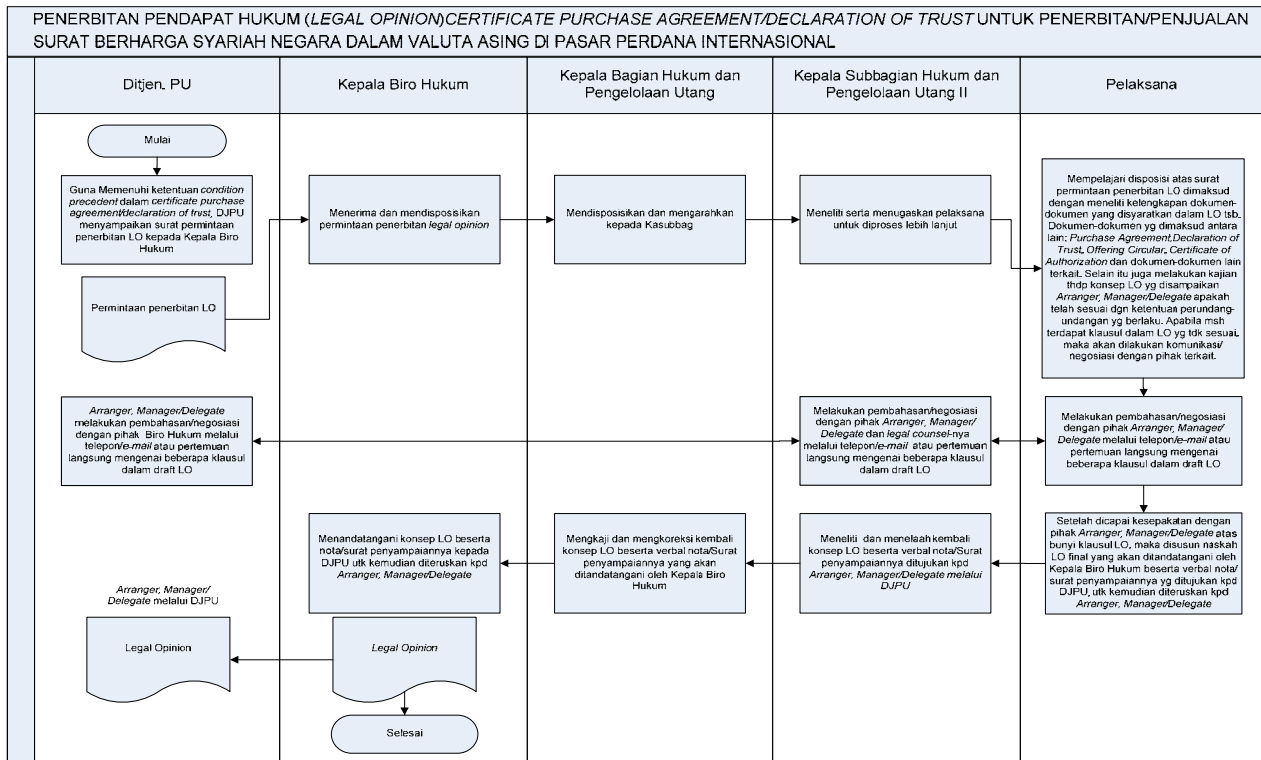 PENERBITAN PENDAPAT HUKUM (LEGAL OPINION)CERTIFICATE PURCHASE AGREEMENT/DECLARATION OF TRUST UNTUK PENERBITAN/PENJUALAN
SURAT BERHARGA SYARIAH NEGARA DALAM VALUTA ASING DI PASAR PERDANA INTERNASIONAL
Ditjen. PU
Kepala Biro Hukum
Kepala Bagian Hukum dan
Pengelolaan Utang
Kepala Subbagian Hukum dan
Pengelolaan Utang II
Pelaksana
Mulai
Guna Memenuhi ketentuan condition
precedent dalam certificate purchase
agreement/declaration of trust, DJPU
menyampaikan surat permintaan
penerbitan LO kepada Kepala Biro
Hukum
Permintaan penerbitan LO
Menerima dan mendisposisikan
permintaan penerbitan legal opinion
Mendisposisikan dan mengarahkan
kepada Kasubbag
Meneliti serta menugaskan pelaksana
untuk diproses lebih lanjut
Mempelajari disposisi atas surat
permintaan penerbitan LO dimaksud
dengan meneliti kelengkapan dokumen-
dokumen yang disyaratkan dalam LO tsb.
Dokumen-dokumen yg dimaksud antara
lain; Purchase Agreement,Declaration of
Trust, Offering Circular, Certificate of
Authorization dan dokumen-dokumen lain
terkait. Selain itu juga melakukan kajian
thdp konsep LO yg disampaikan
Arranger, Manager/Delegate apakah
telah sesuai dgn ketentuan perundang-
undangan yg berlaku. Apabila msh
terdapat klausul dalam LO yg tdk sesuai,
maka akan dilakukan komunikasi/
negosiasi dengan pihak terkait.
Arranger, Manager/Delegate
melakukan pembahasan/negosiasi
dengan pihak Biro Hukum melalui
telepon/e-mail atau pertemuan
langsung mengenai beberapa klausul
dalam draft LO
Melakukan pembahasan/negosiasi
dengan pihak Arranger, Manager/
Delegate dan legal counsel-nya
melalui telepon/e-mail atau pertemuan
langsung mengenai beberapa klausul
dalam draft LO
Melakukan pembahasan/negosiasi
dengan pihak Arranger, Manager/
Delegate melalui telepon/e-mail atau
pertemuan langsung mengenai
beberapa klausul dalam draft LO
Menandatangani konsep LO beserta
nota/surat penyampaiannya kepada
DJPU utk kemudian diteruskan kpd
Arranger, Manager/Delegate
Mengkaji dan mengkoreksi kembali
konsep LO beserta verbal nota/Surat
penyampaiannya yang akan
ditandatangani oleh Kepala Biro
Hukum
Meneliti dan menelaah kembali
konsep LO beserta verbal nota/Surat
penyampaiannya ditujukan kpd
Arranger, Manager/Delegate melalui
DJPU
Setelah dicapai kesepakatan dengan
pihak Arranger, Manager/Delegate atas
bunyi klausul LO, maka disusun naskah
LO final yang akan ditandatangani oleh
Kepala Biro Hukum beserta verbal nota/
surat penyampaiannya yg ditujukan kpd
DJPU, utk kemudian diteruskan kpd
Arranger, Manager/Delegate
Arranger, Manager/
Delegate melalui DJPU
Legal Opinion
Legal Opinion
Selesai